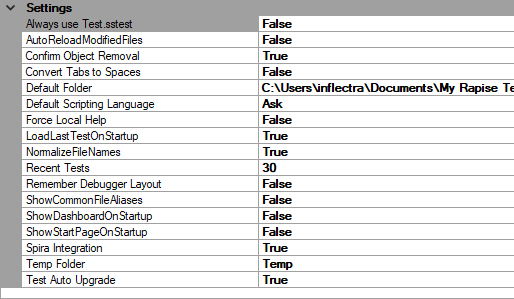 Settings
Always use Test.sstest False
AutoReloadModifiedFiles False
Confirm Object Removal True
Convert Tabs to Spaces False
Default Folder C:\Users\inflectra\Documents\My Rapise Te
Default Scripting Language Ask
Force Local Help False
LoadLastTestOnStartup True
NormalizeFileNames True
Recent Tests 30
Remember Debugger Layout False
ShowCommonFileAliases False
ShowDashboardOnStartup False
ShowStartPageOnStartup False
Spira Integration True
Temp Folder Temp
Test Auto Upgrade True